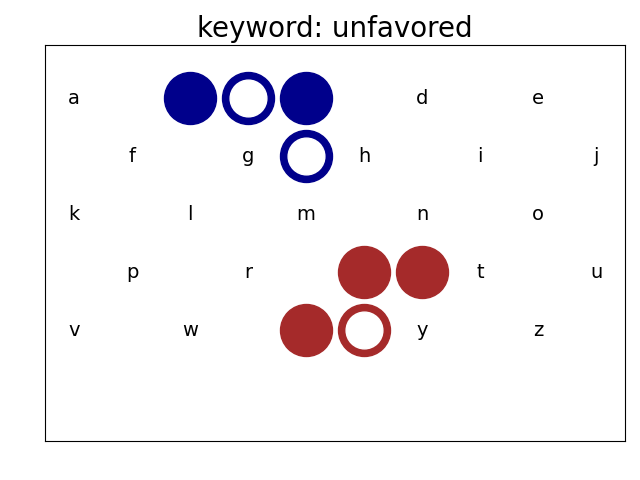 keyword: unfavored
a d e
f g h i j
k l m n o
p r t u
v w y z